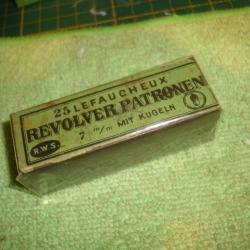 25 LEFAUCHEUX
REVOLVER-PATRONEN
7 m/m MIT KUGELN
R.W.S.